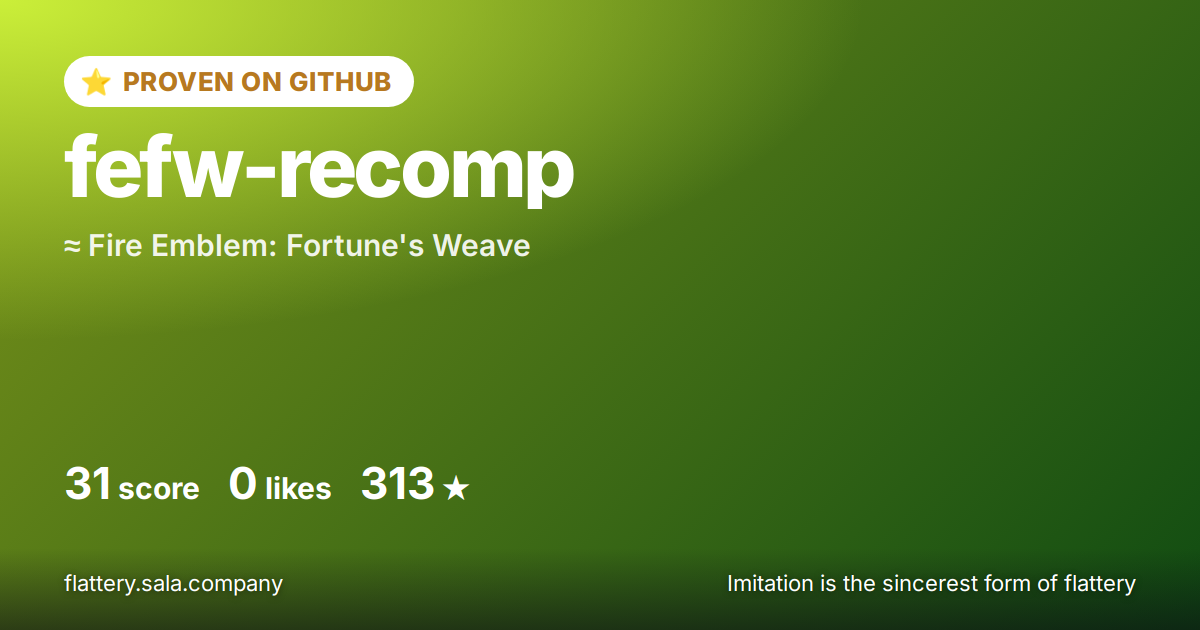 ⭐ PROVEN ON GITHUB
fefw-recomp
≈ Fire Emblem: Fortune's Weave
31 score 0 likes 313 ★
flattery.sala.company
Imitation is the sincerest form of flattery